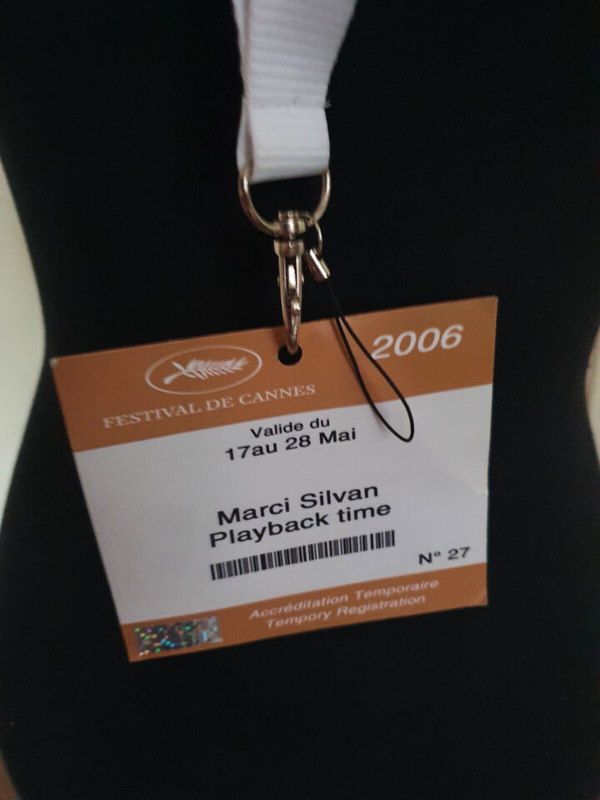 2006
FESTIVAL DE CANNES
Valide du
17au 28 Mai
Marci Silvan
Playback time
N° 27
Accréditation Temporaire
Tempory Registration